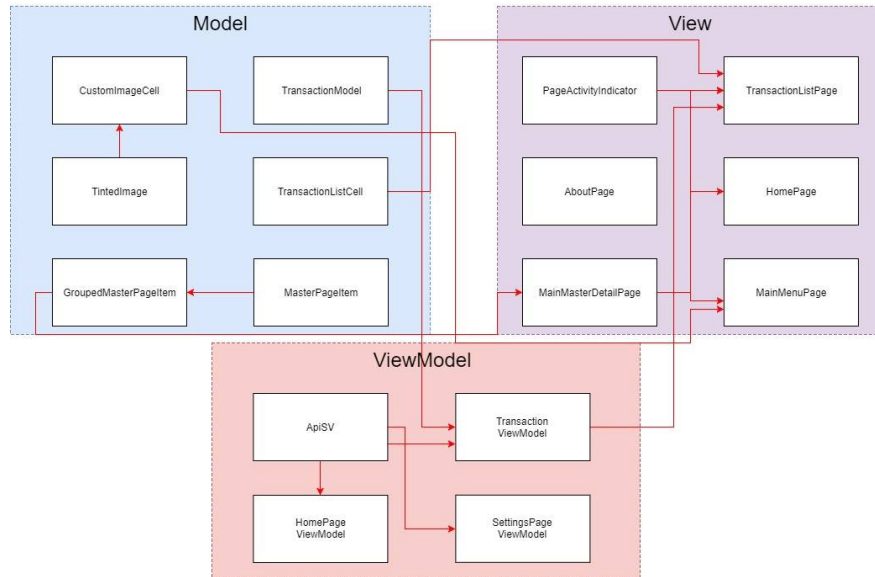 Model
View
CustomImageCell
TransactionModel
PageActivityIndicator
TransactionListPage
TintedImage
TransactionListCell
AboutPage
HomePage
GroupedMasterPageItem
MasterPageItem
MainMasterDetailPage
MainMenuPage
ViewModel
ApiSV
Transaction
ViewModel
HomePage
ViewModel
SettingsPage
ViewModel